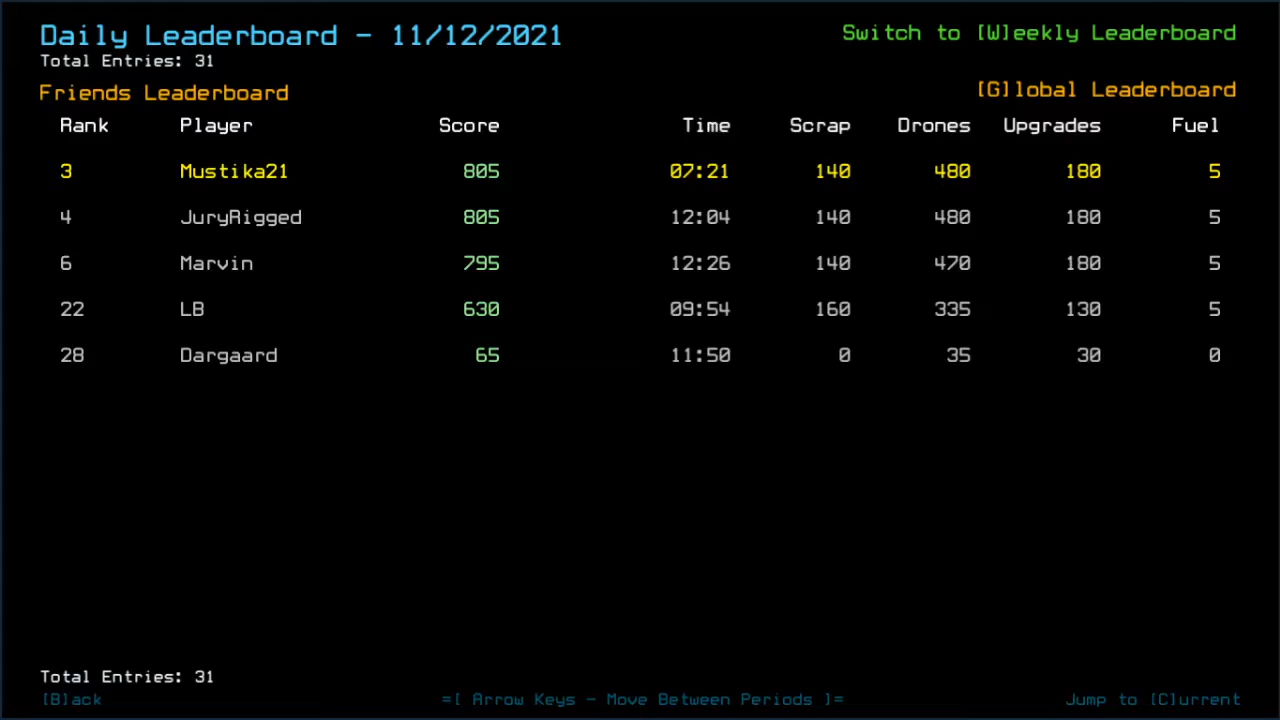 Daily Leaderboard - 11/12/2021
Switch to [W]eekly Leaderboard
Total Entries: 31
Friends Leaderboard
[G]lobal Leaderboard
Rank Player Score Time Scrap Drones Upgrades Fuel
3 Mustika21 805 07:21 140 480 180 5
4 JuryRigged 805 12:04 140 480 180 5
6 Marvin 795 12:26 140 470 180 5
22 LB 630 09:54 160 335 130 5
28 Dargaard 65 11:50 0 35 30 0
Total Entries: 31
[B]ack =[ Arrow Keys - Move Between Periods ]= Jump to [C]urrent